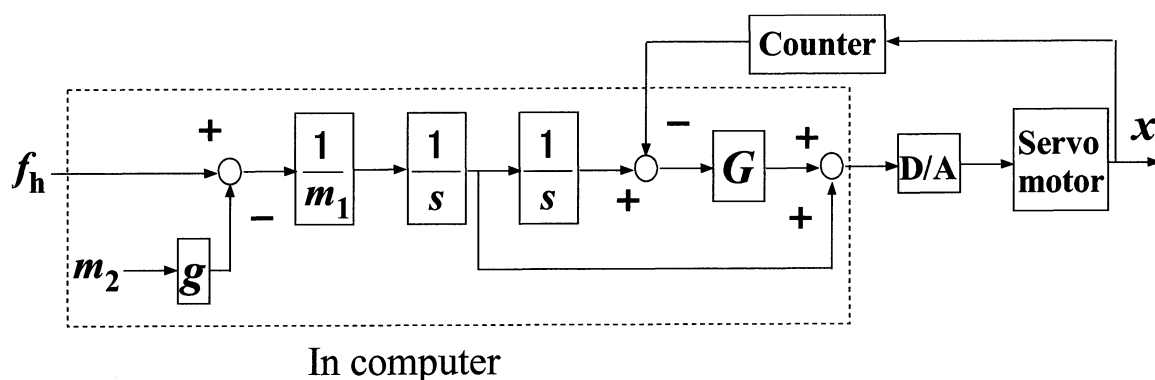 Counter
+
f_h
−
1
m_1
1
s
1
s
−
+
G
+
+
D/A
Servo
motor
x
m_2
g
In computer